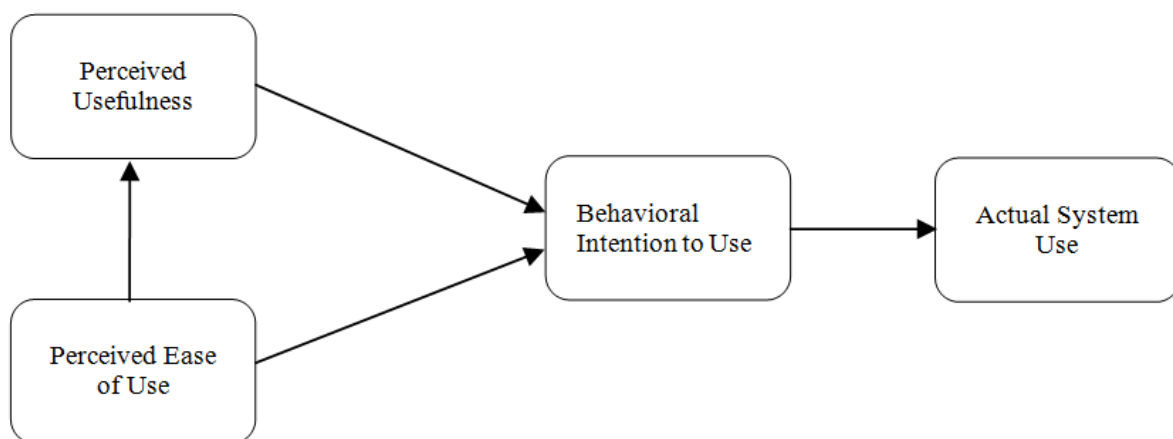 Perceived
Usefulness
Behavioral
Intention to Use
Actual System
Use
Perceived Ease
of Use